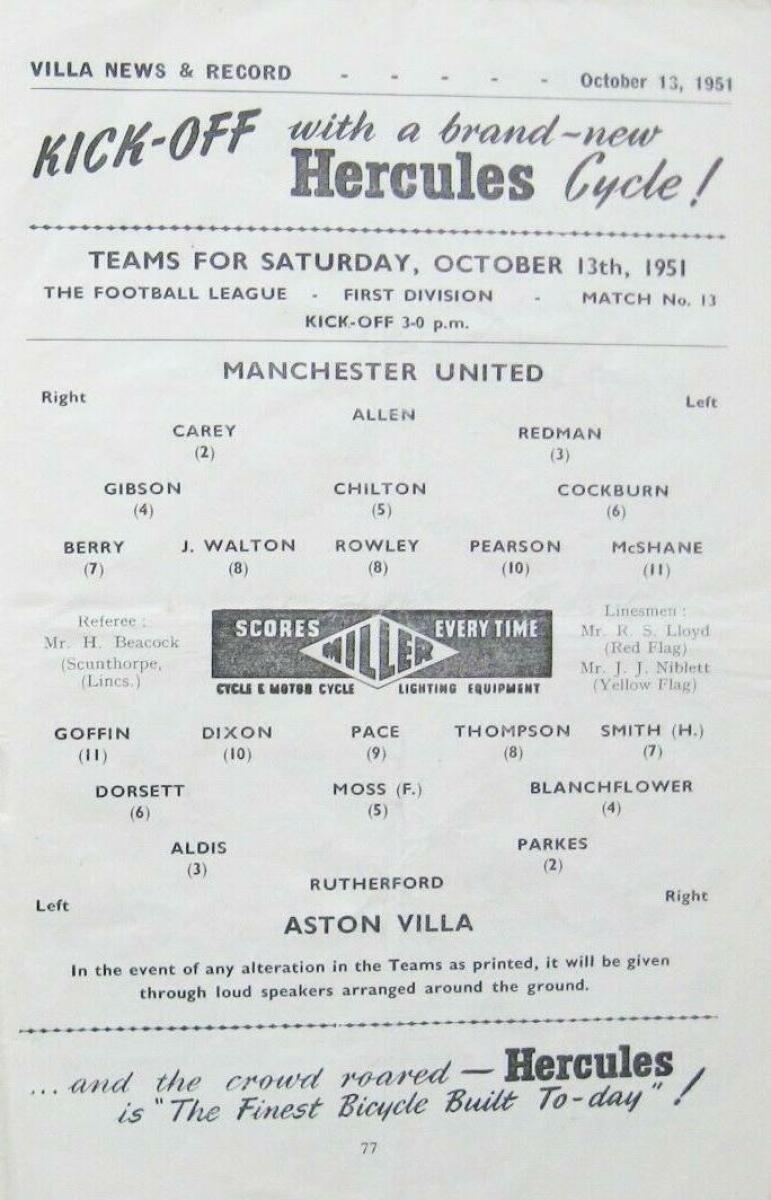 VILLA NEWS & RECORD - - - - - October 13, 1951
KICK-OFF with a brand-new
Hercules Cycle!
TEAMS FOR SATURDAY, OCTOBER 13th, 1951
THE FOOTBALL LEAGUE - FIRST DIVISION - MATCH No. 13
KICK-OFF 3-0 p.m.
MANCHESTER UNITED
Right Left
ALLEN
CAREY REDMAN
(2) (3)
GIBSON CHILTON COCKBURN
(4) (5) (6)
BERRY J. WALTON ROWLEY PEARSON McSHANE
(7) (8) (8) (10) (11)
Referee :
Mr. H. Beacock
(Scunthorpe,
(Lincs.)
SCORES MILLER EVERY TIME
CYCLE & MOTOR CYCLE LIGHTING EQUIPMENT
Linesmen :
Mr. R. S. Lloyd
(Red Flag)
Mr. J. J. Niblett
(Yellow Flag)
GOFFIN DIXON PACE THOMPSON SMITH (H.)
(11) (10) (9) (8) (7)
DORSETT MOSS (F.) BLANCHFLOWER
(6) (5) (4)
ALDIS PARKES
(3) (2)
RUTHERFORD
Left Right
ASTON VILLA
In the event of any alteration in the Teams as printed, it will be given
through loud speakers arranged around the ground.
... and the crowd roared — Hercules
is "The Finest Bicycle Built To-day" !
77